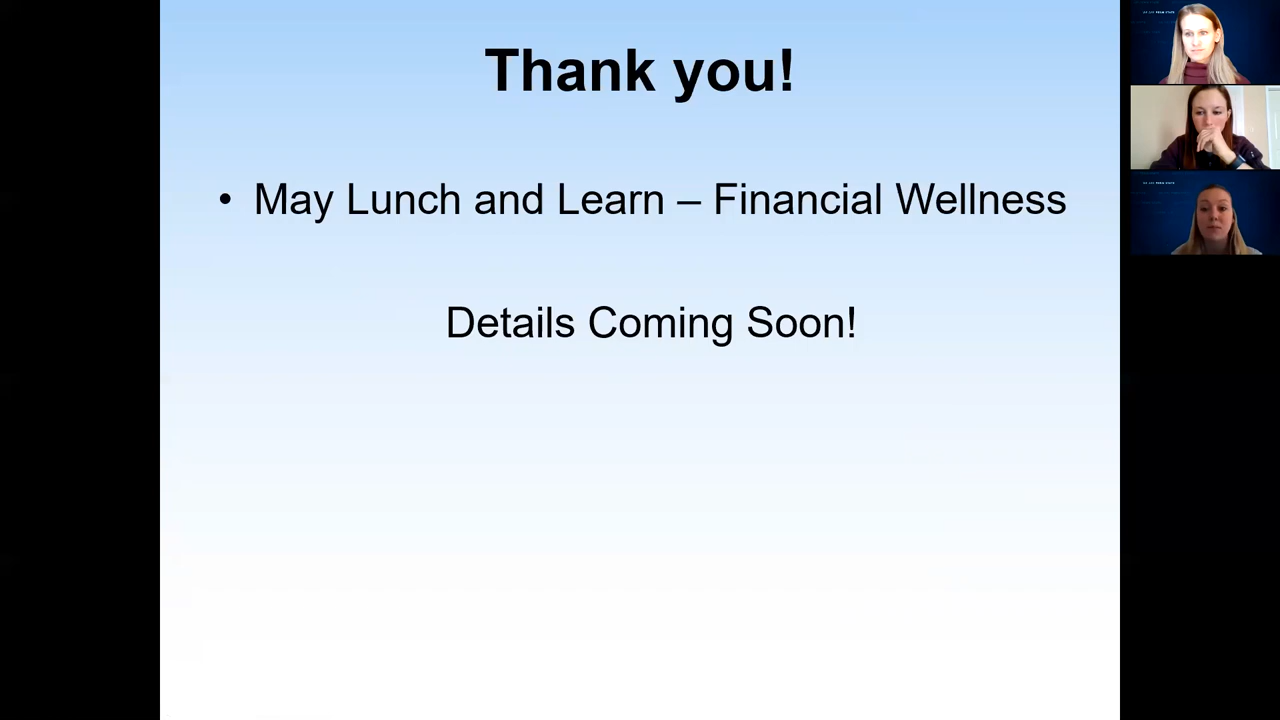 Thank you!
• May Lunch and Learn – Financial Wellness
Details Coming Soon!